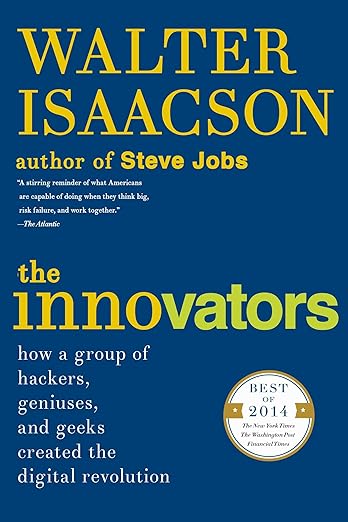 WALTER
ISAACSON
author of Steve Jobs
“A stirring reminder of what Americans
are capable of doing when they think big,
risk failure, and work together.”
—The Atlantic
the
innovators
how a group of
hackers,
geniuses,
and geeks
created the
digital revolution
BEST
OF
2014
The New York Times
The Washington Post
Financial Times